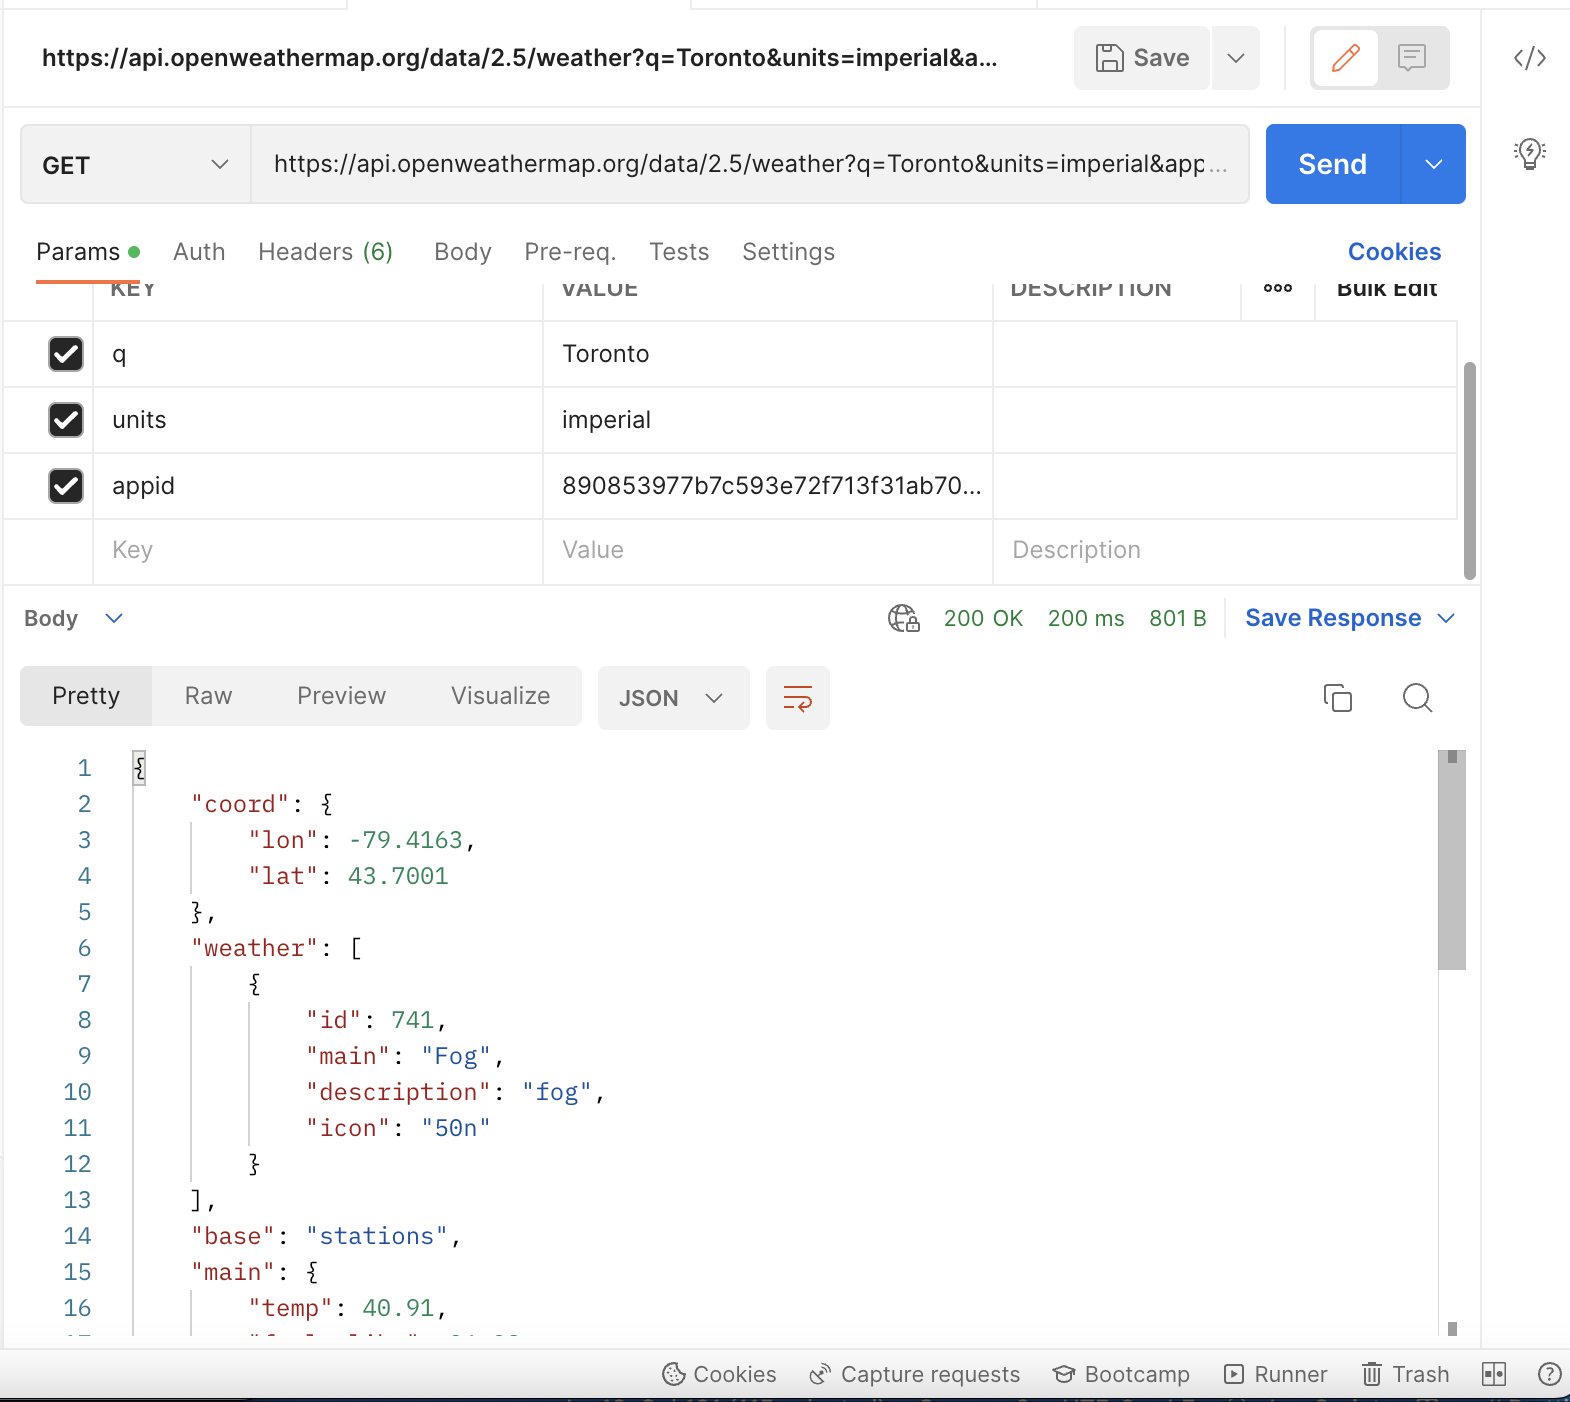 https://api.openweathermap.org/data/2.5/weather?q=Toronto&units=imperial&a...
Save
GET
https://api.openweathermap.org/data/2.5/weather?q=Toronto&units=imperial&app...
Send
Params Auth Headers (6) Body Pre-req. Tests Settings Cookies
KEY VALUE DESCRIPTION ooo Bulk Edit
q Toronto
units imperial
appid 890853977b7c593e72f713f31ab70...
Key Value Description
Body 200 OK 200 ms 801 B Save Response
Pretty Raw Preview Visualize JSON
1 {
2 "coord": {
3 "lon": -79.4163,
4 "lat": 43.7001
5 },
6 "weather": [
7 {
8 "id": 741,
9 "main": "Fog",
10 "description": "fog",
11 "icon": "50n"
12 }
13 ],
14 "base": "stations",
15 "main": {
16 "temp": 40.91,
Cookies Capture requests Bootcamp Runner Trash